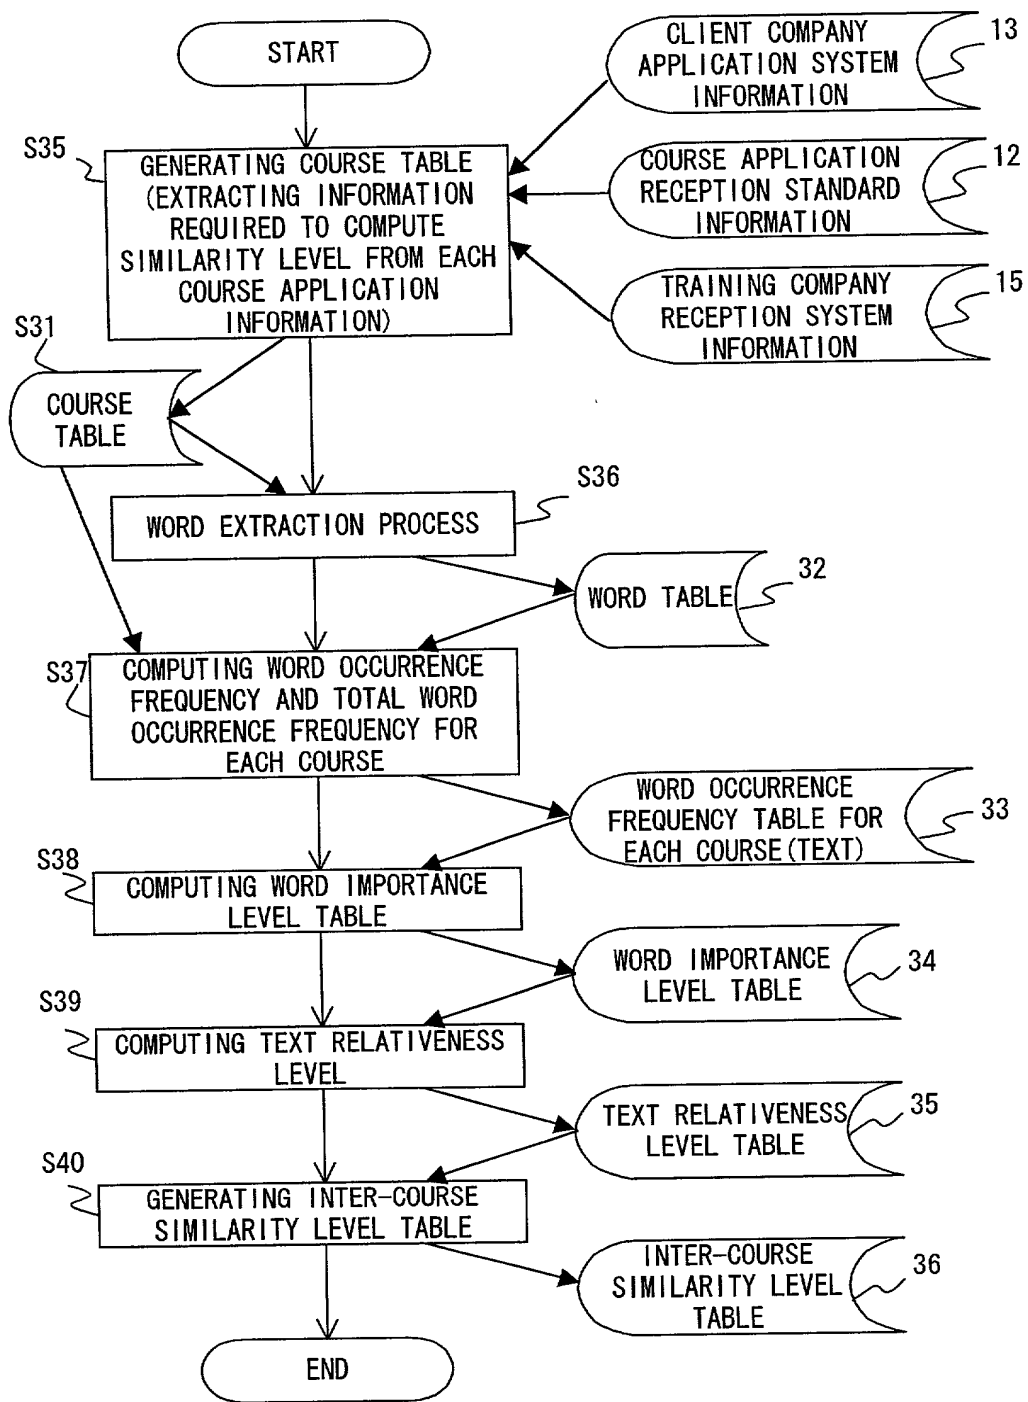 START
CLIENT COMPANY
APPLICATION SYSTEM
INFORMATION
13
S35
GENERATING COURSE TABLE
(EXTRACTING INFORMATION
REQUIRED TO COMPUTE
SIMILARITY LEVEL FROM EACH
COURSE APPLICATION
INFORMATION)
COURSE APPLICATION
RECEPTION STANDARD
INFORMATION
12
TRAINING COMPANY
RECEPTION SYSTEM
INFORMATION
15
S31
COURSE
TABLE
S36
WORD EXTRACTION PROCESS
WORD TABLE
32
S37
COMPUTING WORD OCCURRENCE
FREQUENCY AND TOTAL WORD
OCCURRENCE FREQUENCY FOR
EACH COURSE
WORD OCCURRENCE
FREQUENCY TABLE FOR
EACH COURSE(TEXT)
33
S38
COMPUTING WORD IMPORTANCE
LEVEL TABLE
WORD IMPORTANCE
LEVEL TABLE
34
S39
COMPUTING TEXT RELATIVENESS
LEVEL
TEXT RELATIVENESS
LEVEL TABLE
35
S40
GENERATING INTER-COURSE
SIMILARITY LEVEL TABLE
INTER-COURSE
SIMILARITY LEVEL
TABLE
36
END